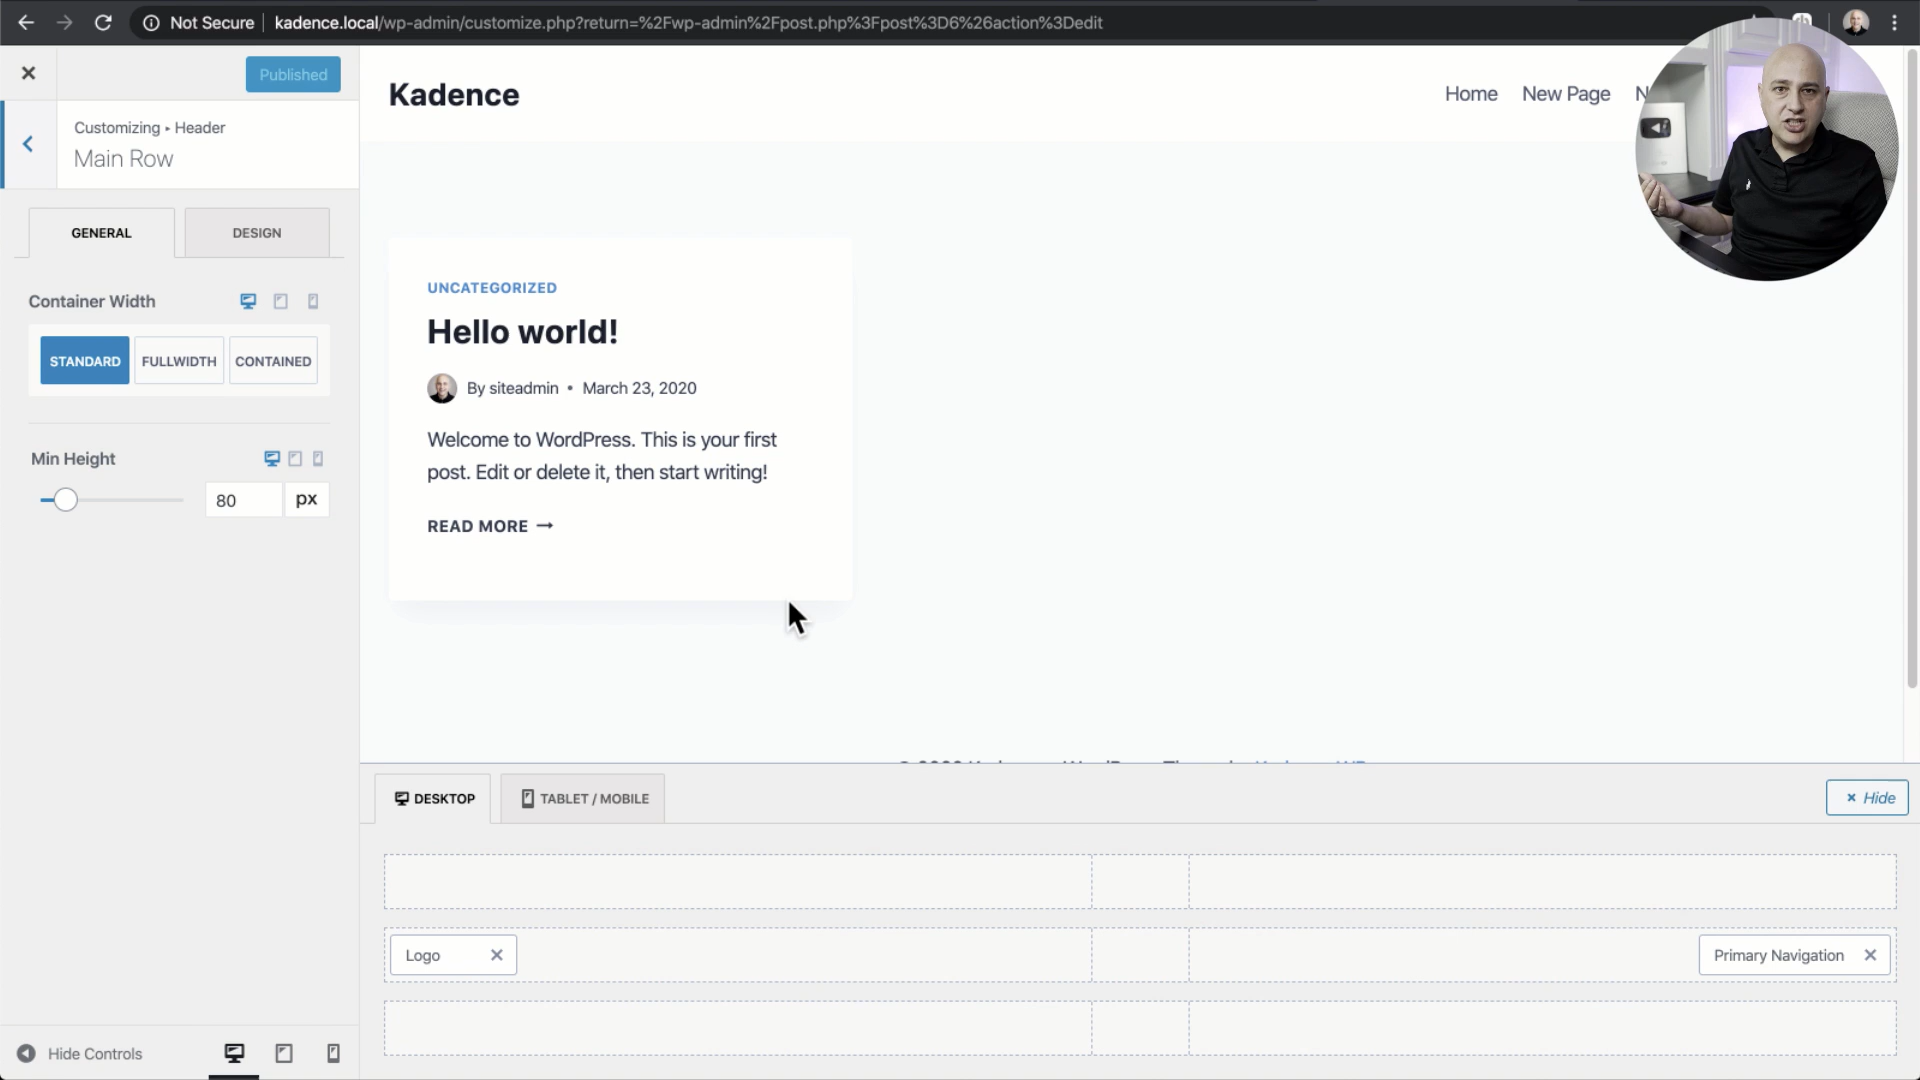 Not Secure kadence.local/wp-admin/customize.php?return=%2Fwp-admin%2Fpost.php%3Fpost%3D6%26action%3Dedit
Published
Customizing ▸ Header
Main Row
GENERAL
DESIGN
Container Width
STANDARD
FULLWIDTH
CONTAINED
Min Height
80
px
Hide Controls
Kadence
Home
New Page
UNCATEGORIZED
Hello world!
By siteadmin • March 23, 2020
Welcome to WordPress. This is your first
post. Edit or delete it, then start writing!
READ MORE →
DESKTOP
TABLET / MOBILE
× Hide
Logo ×
Primary Navigation ×